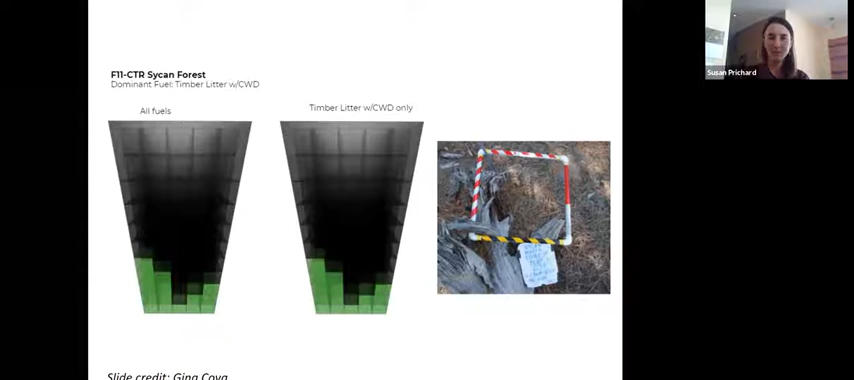 F11-CTR Sycan Forest
Dominant Fuel: Timber Litter w/CWD
All fuels
Timber Litter w/CWD only
Susan Prichard
Slide credit: Gina Cova